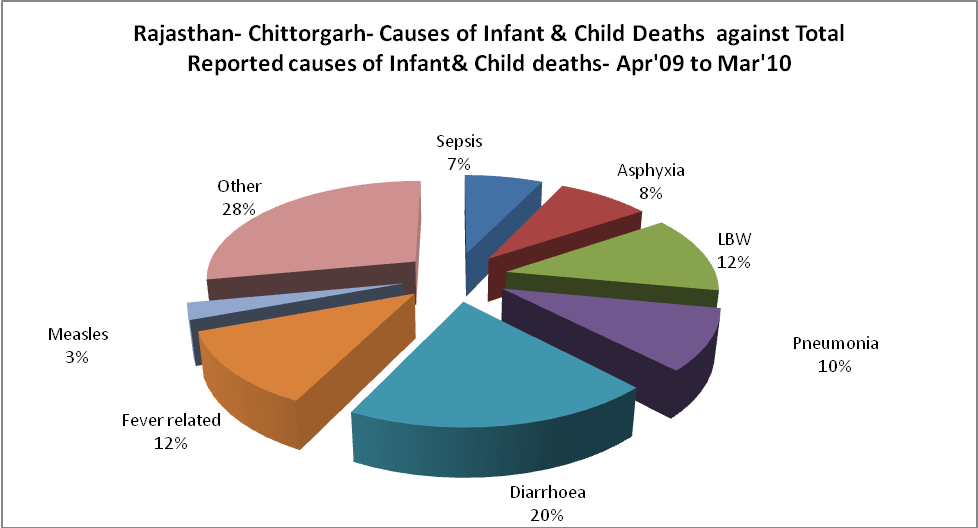 Rajasthan- Chittorgarh- Causes of Infant & Child Deaths against Total
Reported causes of Infant& Child deaths- Apr'09 to Mar'10
Sepsis
7%
Asphyxia
8%
LBW
12%
Pneumonia
10%
Diarrhoea
20%
Fever related
12%
Measles
3%
Other
28%